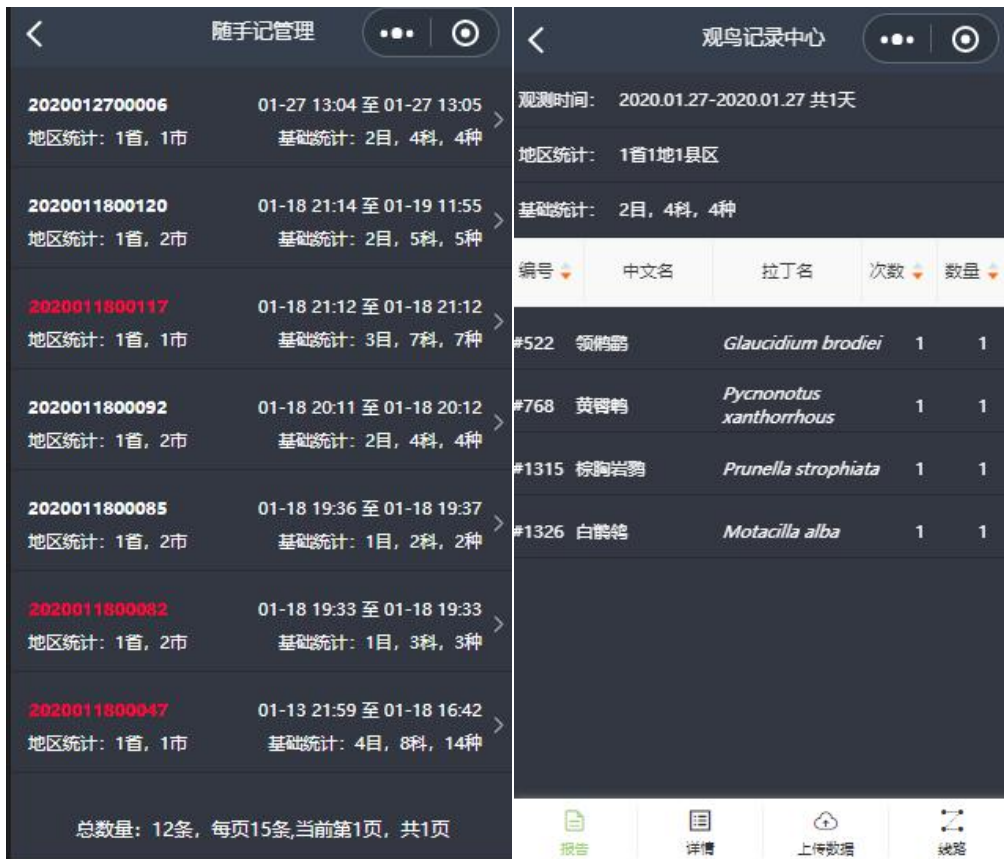 随手记管理
2020012700006 01-27 13:04 至 01-27 13:05
地区统计：1省，1市 基础统计：2目，4科，4种
2020011800120 01-18 21:14 至 01-19 11:55
地区统计：1省，2市 基础统计：2目，5科，5种
2020011800117 01-18 21:12 至 01-18 21:12
地区统计：1省，1市 基础统计：3目，7科，7种
2020011800092 01-18 20:11 至 01-18 20:12
地区统计：1省，2市 基础统计：2目，4科，4种
2020011800085 01-18 19:36 至 01-18 19:37
地区统计：1省，2市 基础统计：1目，2科，2种
2020011800082 01-18 19:33 至 01-18 19:33
地区统计：1省，2市 基础统计：1目，3科，3种
2020011800047 01-13 21:59 至 01-18 16:42
地区统计：1省，1市 基础统计：4目，8科，14种
总数量：12条，每页15条,当前第1页，共1页
观鸟记录中心
观测时间： 2020.01.27-2020.01.27 共1天
地区统计： 1省1地1县区
基础统计： 2目，4科，4种
编号 中文名 拉丁名 次数 数量
#522 领鸺鹠 Glaucidium brodiei 1 1
#768 黄臀鹎 Pycnonotus xanthorrhous 1 1
#1315 棕胸岩鹨 Prunella strophiata 1 1
#1326 白鹡鸰 Motacilla alba 1 1
报告 详情 上传数据 线路